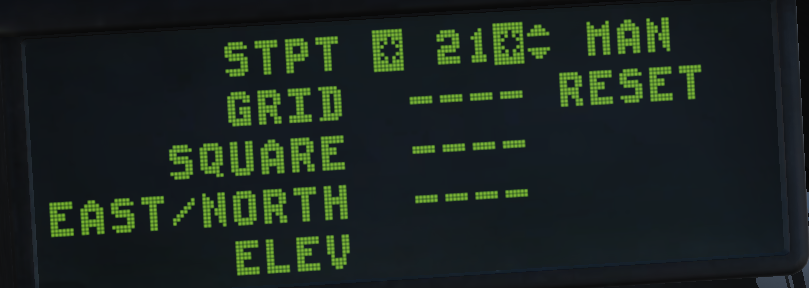 STPT * 21* MAN
GRID ---- RESET
SQUARE ----
EAST/NORTH ----
ELEV